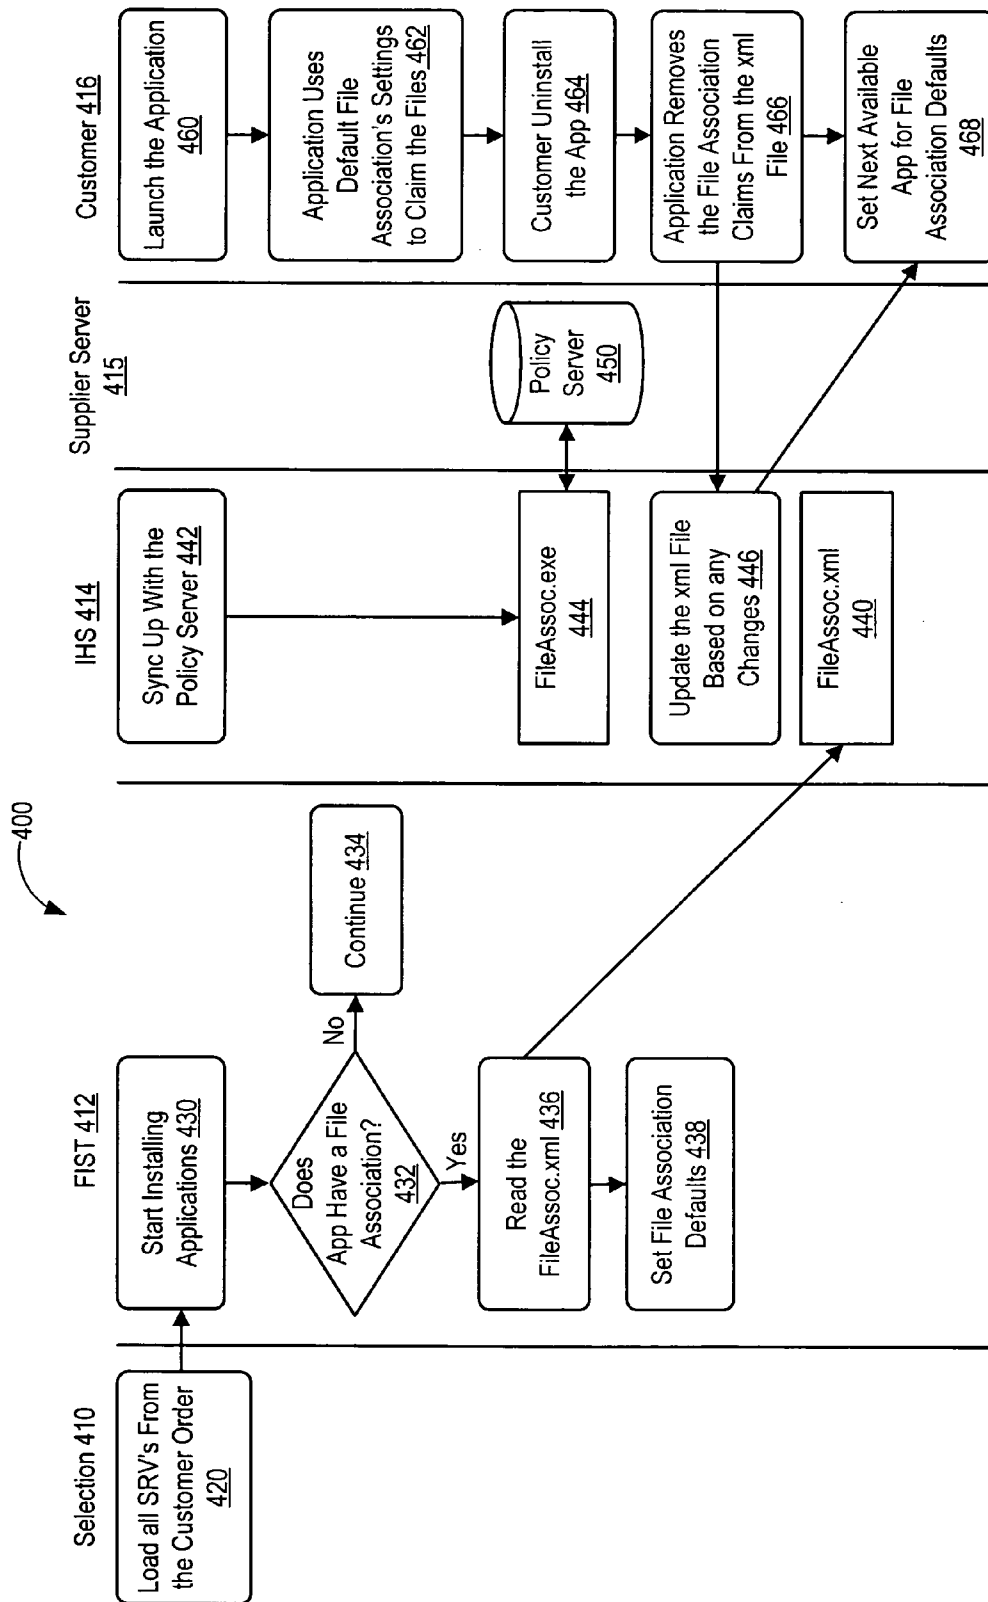 400
Selection 410
Load all SRV's From
the Customer Order
420
FIST 412
Start Installing
Applications 430
Does
App Have a File
Association?
432
No
Continue 434
Yes
Read the
FileAssoc.xml 436
Set File Association
Defaults 438
IHS 414
Sync Up With the
Policy Server 442
FileAssoc.exe
444
Update the xml File
Based on any
Changes 446
FileAssoc.xml
440
Supplier Server
415
Policy
Server
450
Customer 416
Launch the Application
460
Application Uses
Default File
Association's Settings
to Claim the Files 462
Customer Uninstall
the App 464
Application Removes
the File Association
Claims From the xml
File 466
Set Next Available
App for File
Association Defaults
468